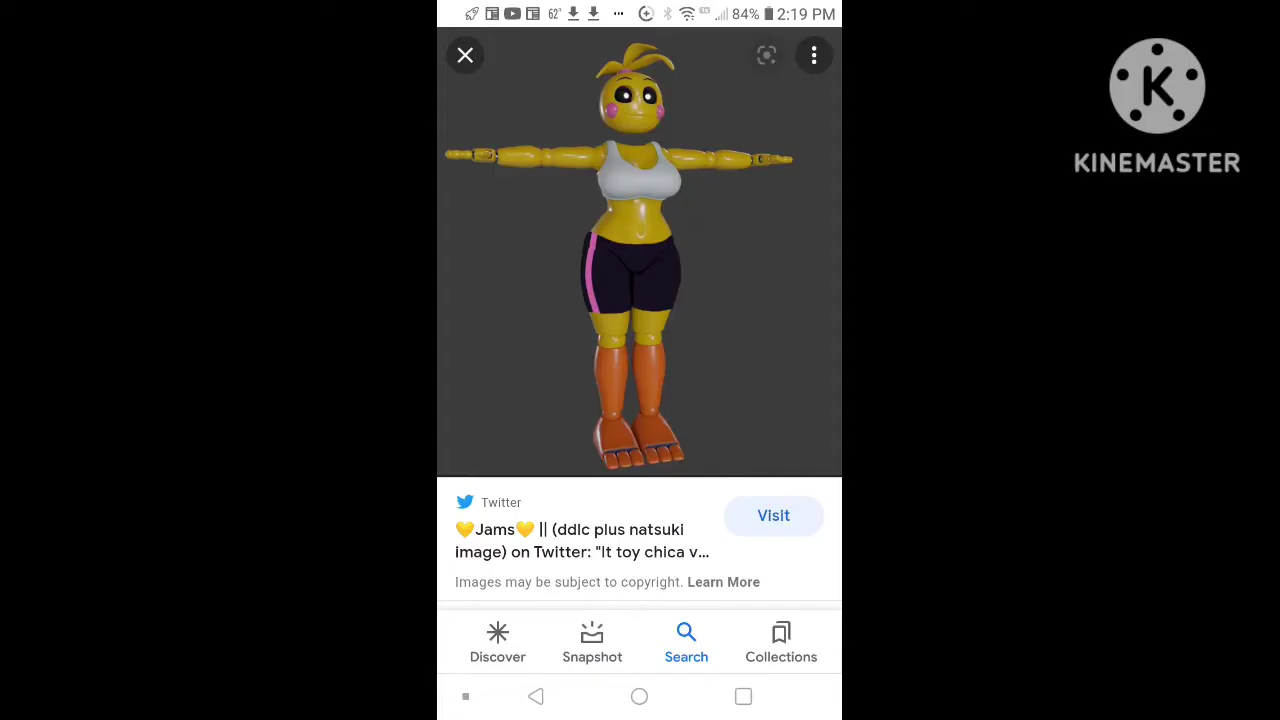 62° 84% 2:19 PM
K
KINEMASTER
Twitter
💛Jams💛 || (ddlc plus natsuki
image) on Twitter: "It toy chica v...
Visit
Images may be subject to copyright. Learn More
Discover Snapshot Search Collections